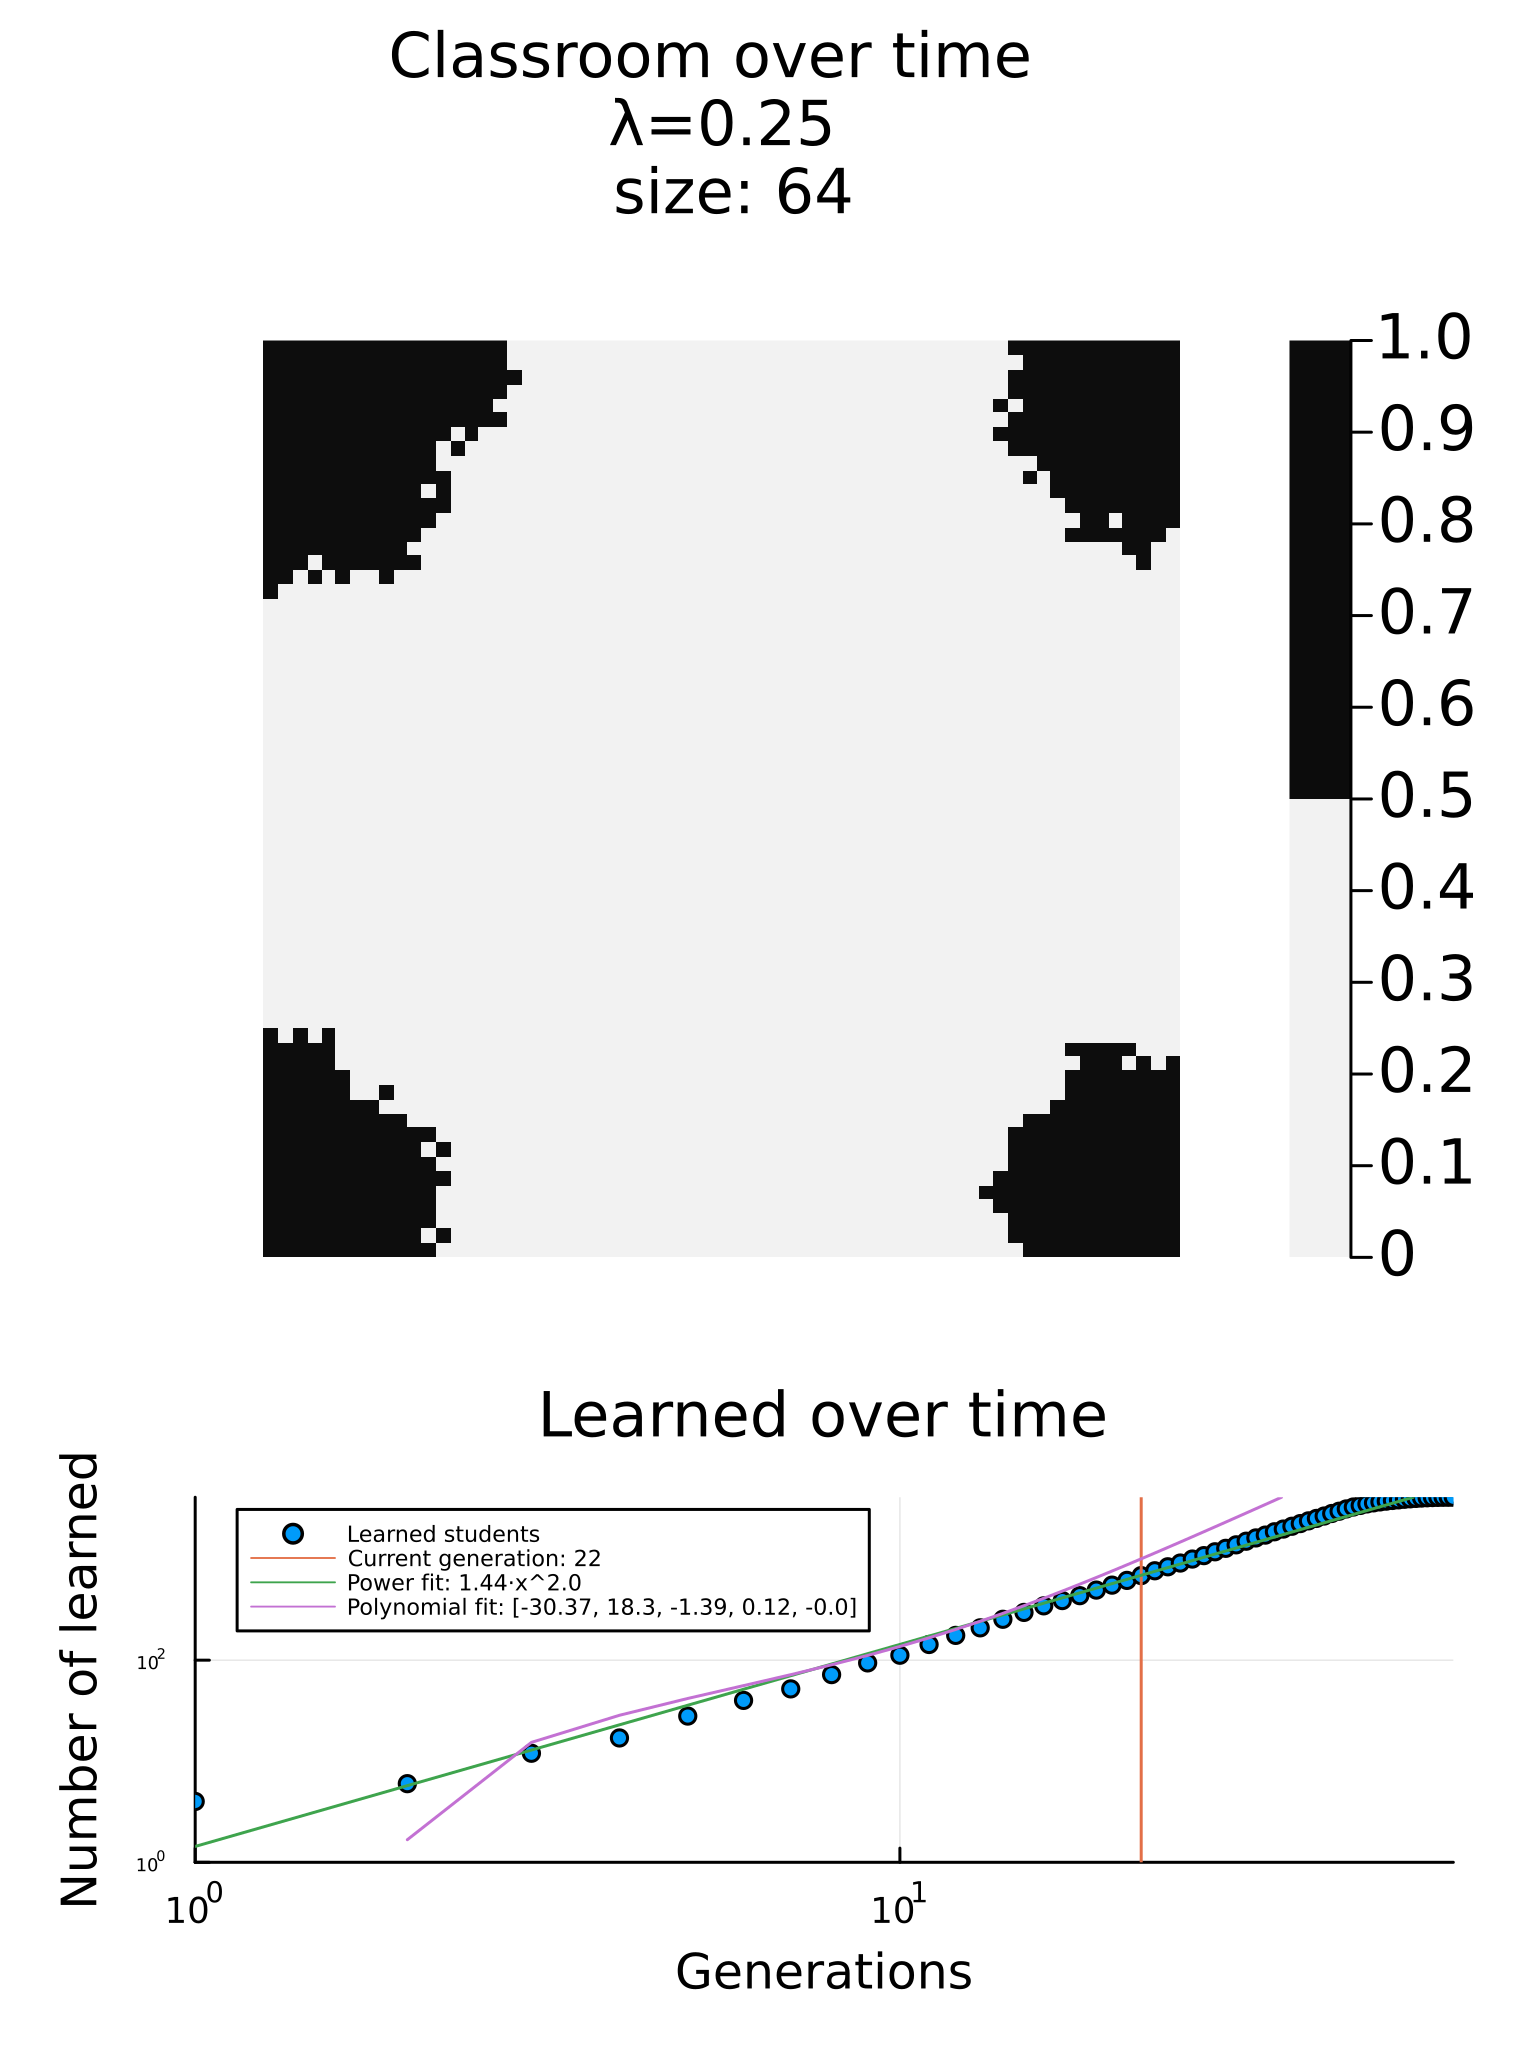 Classroom over time
λ=0.25
size: 64
1.0
0.9
0.8
0.7
0.6
0.5
0.4
0.3
0.2
0.1
0
Learned over time
Number of learned
Learned students
Current generation: 22
Power fit: 1.44·x^2.0
Polynomial fit: [-30.37, 18.3, -1.39, 0.12, -0.0]
10²
10⁰
10⁰ 10¹
Generations